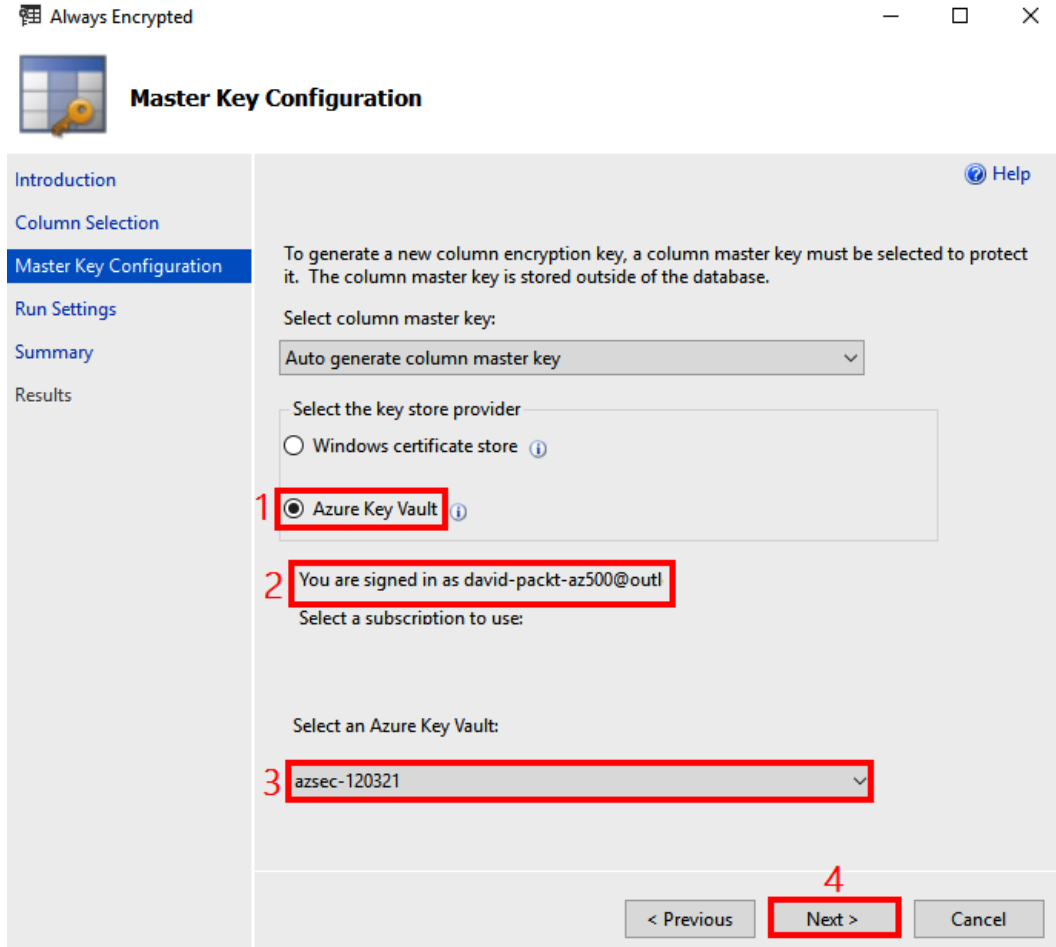 Always Encrypted
Master Key Configuration
Introduction
Column Selection
Master Key Configuration
Run Settings
Summary
Results
Help
To generate a new column encryption key, a column master key must be selected to protect
it. The column master key is stored outside of the database.
Select column master key:
Auto generate column master key
Select the key store provider
Windows certificate store
1
Azure Key Vault
2
You are signed in as david-packt-az500@outl
Select a subscription to use:
Select an Azure Key Vault:
3
azsec-120321
4
< Previous
Next >
Cancel